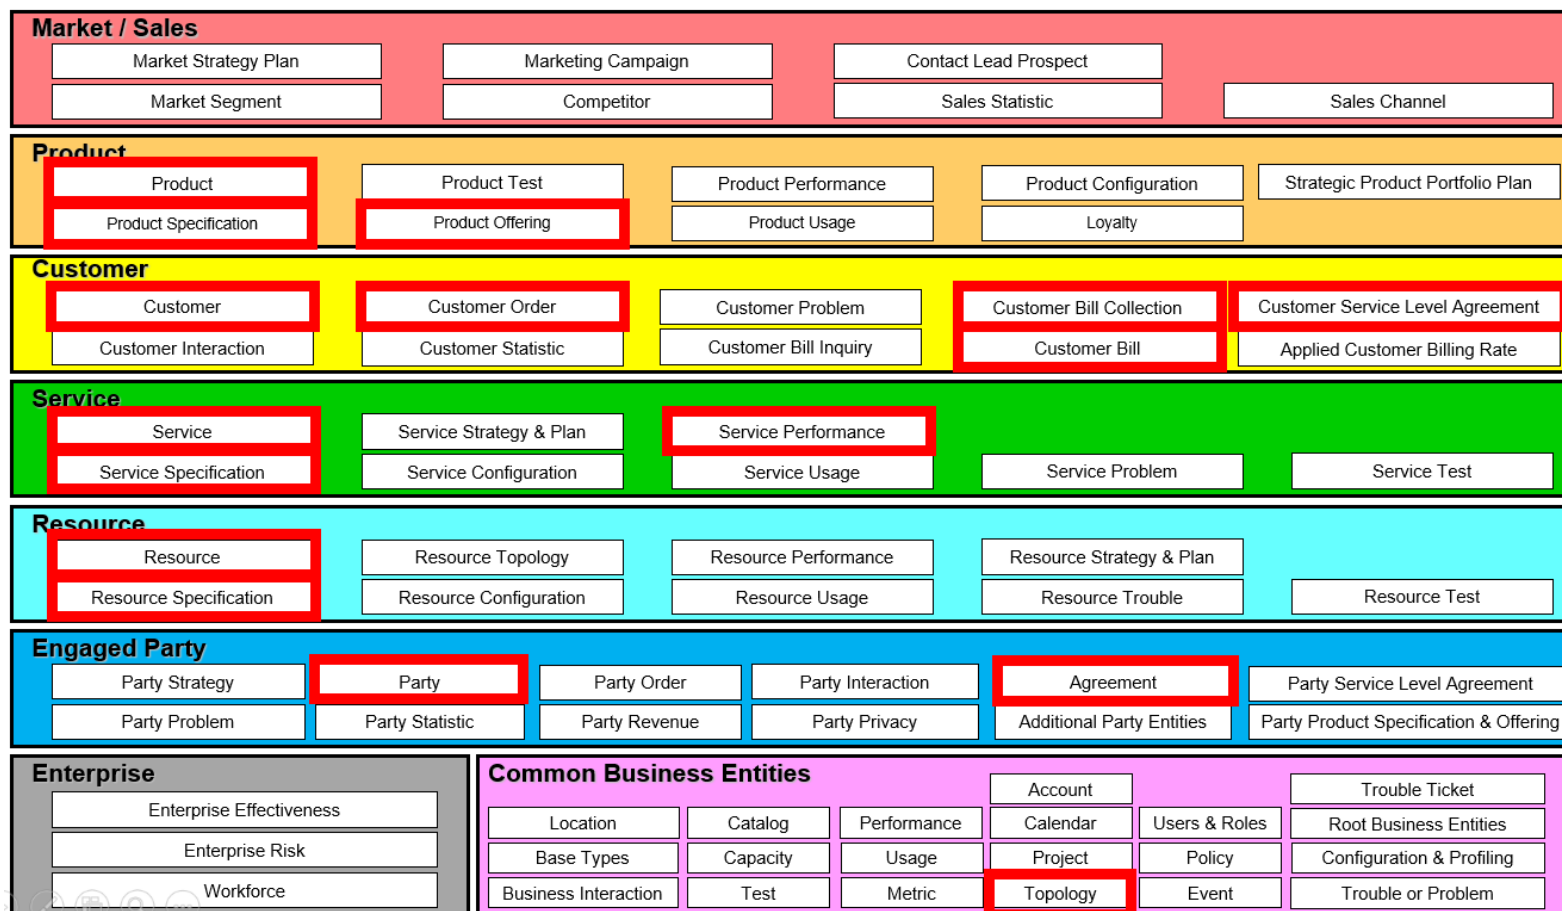 Market / Sales
Market Strategy Plan
Marketing Campaign
Contact Lead Prospect
Market Segment
Competitor
Sales Statistic
Sales Channel
Product
Product
Product Test
Product Performance
Product Configuration
Strategic Product Portfolio Plan
Product Specification
Product Offering
Product Usage
Loyalty
Customer
Customer
Customer Order
Customer Problem
Customer Bill Collection
Customer Service Level Agreement
Customer Interaction
Customer Statistic
Customer Bill Inquiry
Customer Bill
Applied Customer Billing Rate
Service
Service
Service Strategy & Plan
Service Performance
Service Specification
Service Configuration
Service Usage
Service Problem
Service Test
Resource
Resource
Resource Topology
Resource Performance
Resource Strategy & Plan
Resource Specification
Resource Configuration
Resource Usage
Resource Trouble
Resource Test
Engaged Party
Party Strategy
Party
Party Order
Party Interaction
Agreement
Party Service Level Agreement
Party Problem
Party Statistic
Party Revenue
Party Privacy
Additional Party Entities
Party Product Specification & Offering
Enterprise
Enterprise Effectiveness
Enterprise Risk
Workforce
Common Business Entities
Account
Trouble Ticket
Location
Catalog
Performance
Calendar
Users & Roles
Root Business Entities
Base Types
Capacity
Usage
Project
Policy
Configuration & Profiling
Business Interaction
Test
Metric
Topology
Event
Trouble or Problem